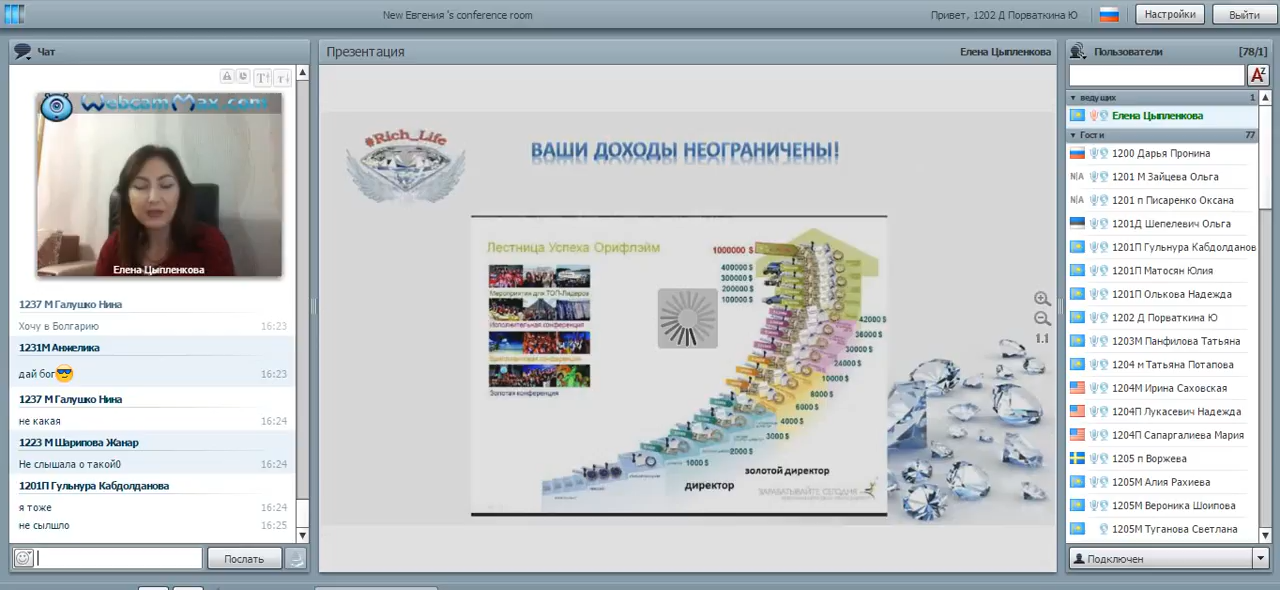 New Евгения 's conference room
Привет, 1202 Д Порваткина Ю
Настройки
Выйти
Чат
WebcamMax.com
Елена Цыпленкова
1237 М Галушко Нина
Хочу в Болгарию 16:23
1231М Анжелика
дай бог 16:23
1237 М Галушко Нина
не какая 16:24
1223 М Шарипова Жанар
Не слышала о такой0 16:24
1201П Гульнура Кабдолданова
я тоже 16:24
не сылшло 16:25
Послать
Презентация
Елена Цыпленкова
#Rich_Life
ВАШИ ДОХОДЫ НЕОГРАНИЧЕНЫ!
Лестница Успеха Орифлэйм
Мероприятия для ТОП-Лидеров
Исполнительная конференция
Бриллиантовая конференция
Золотая конференция
1000000 $
400000 $
300000 $
200000 $
100000 $
42000 $
36000 $
30000 $
24000 $
10000 $
8000 $
6000 $
4000 $
3000 $
2000 $
1000 $
золотой директор
директор
ЗАРАБАТЫВАЙТЕ СЕГОДНЯ
1:1
Пользователи [78/1]
ведущих 1
Елена Цыпленкова
Гости 77
1200 Дарья Пронина
N/A 1201 М Зайцева Ольга
N/A 1201 п Писаренко Оксана
1201Д Шепелевич Ольга
1201П Гульнура Кабдолданов
1201П Матосян Юлия
1201П Олькова Надежда
1202 Д Порваткина Ю
1203М Панфилова Татьяна
1204 м Татьяна Потапова
1204М Ирина Саховская
1204П Лукасевич Надежда
1204П Сапаргалиева Мария
1205 п Воржева
1205М Алия Рахиева
1205М Вероника Шоипова
1205М Туганова Светлана
Подключен